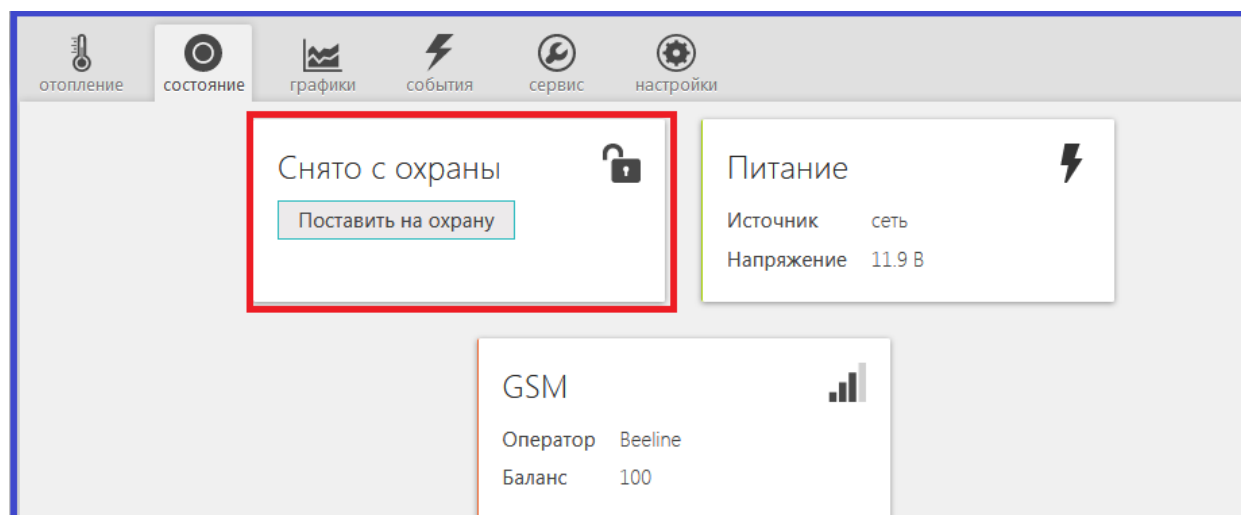 отопление
состояние
графики
события
сервис
настройки
Снято с охраны
Поставить на охрану
Питание
Источник сеть
Напряжение 11.9 В
GSM
Оператор Beeline
Баланс 100